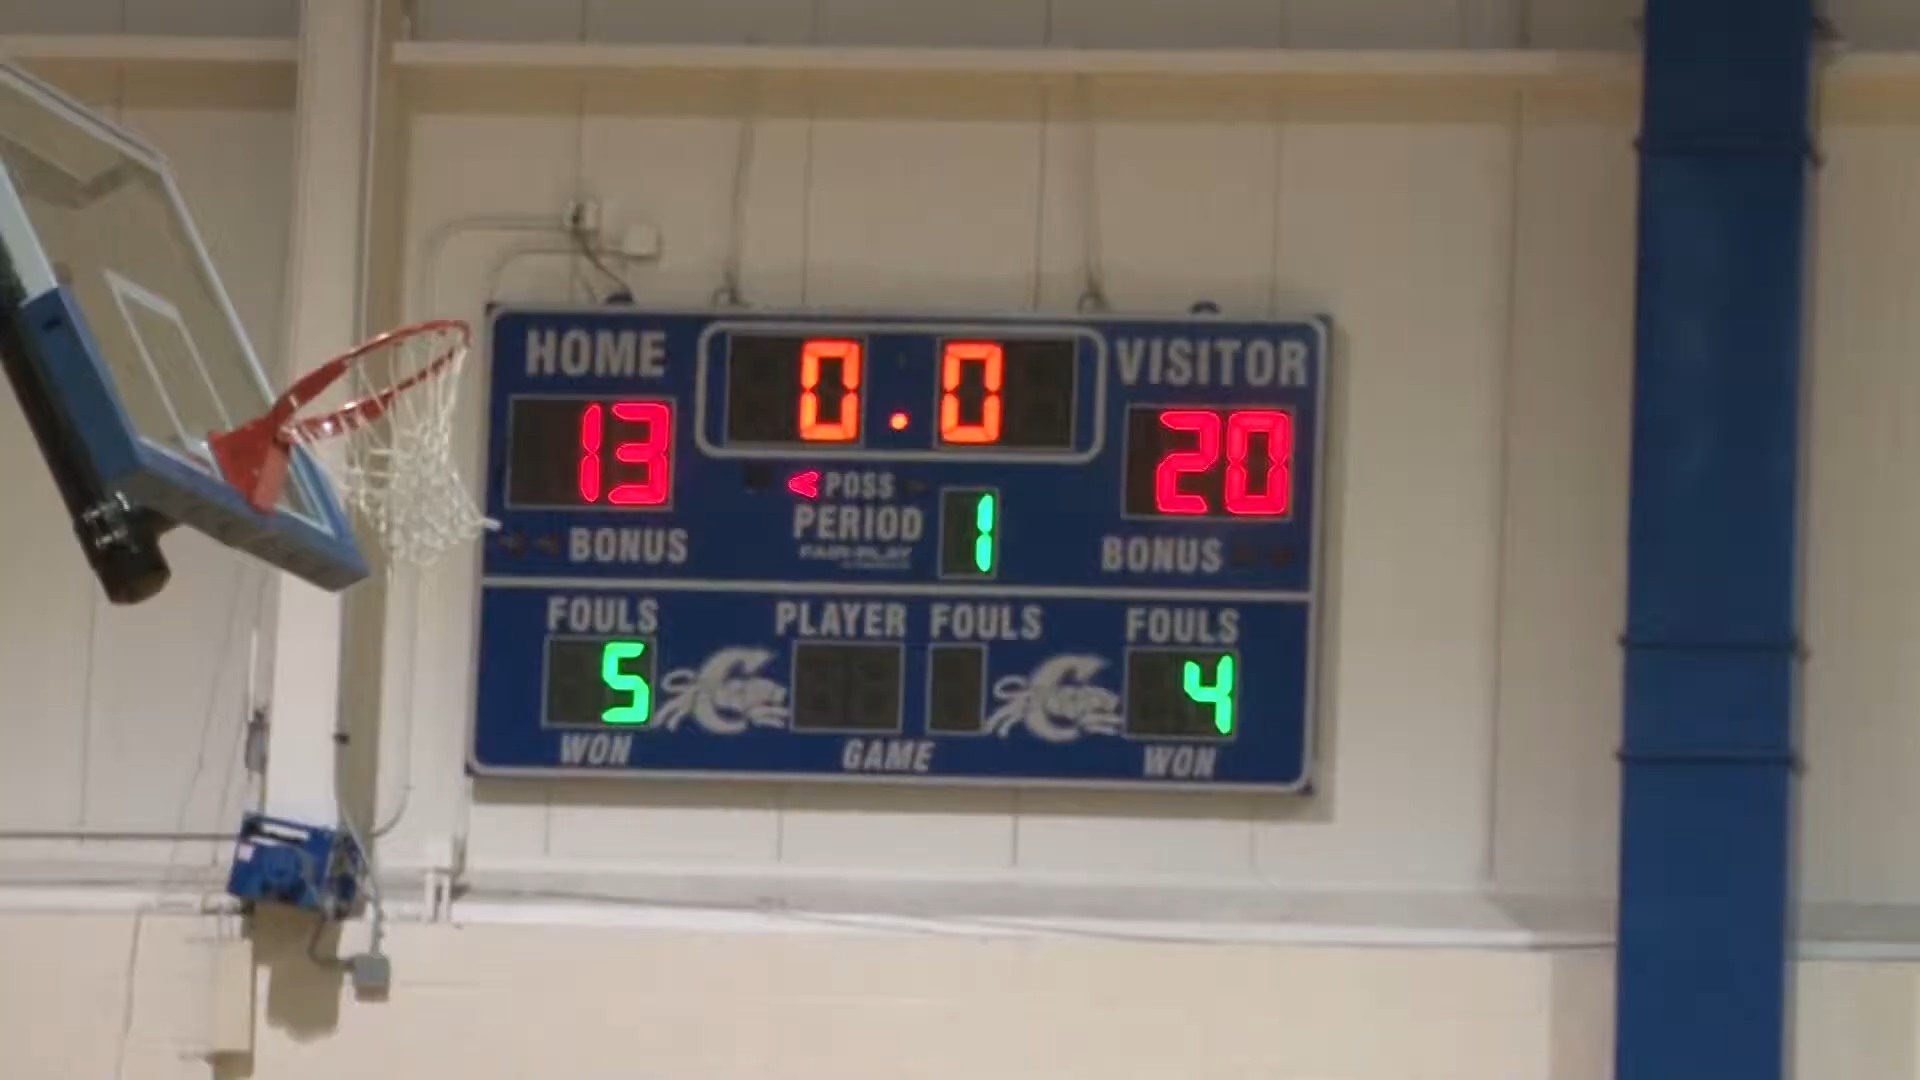 HOME 0.0 VISITOR
13 20
< POSS
PERIOD 1
FAIR-PLAY
BONUS BONUS
FOULS PLAYER FOULS FOULS
5 4
WON GAME WON